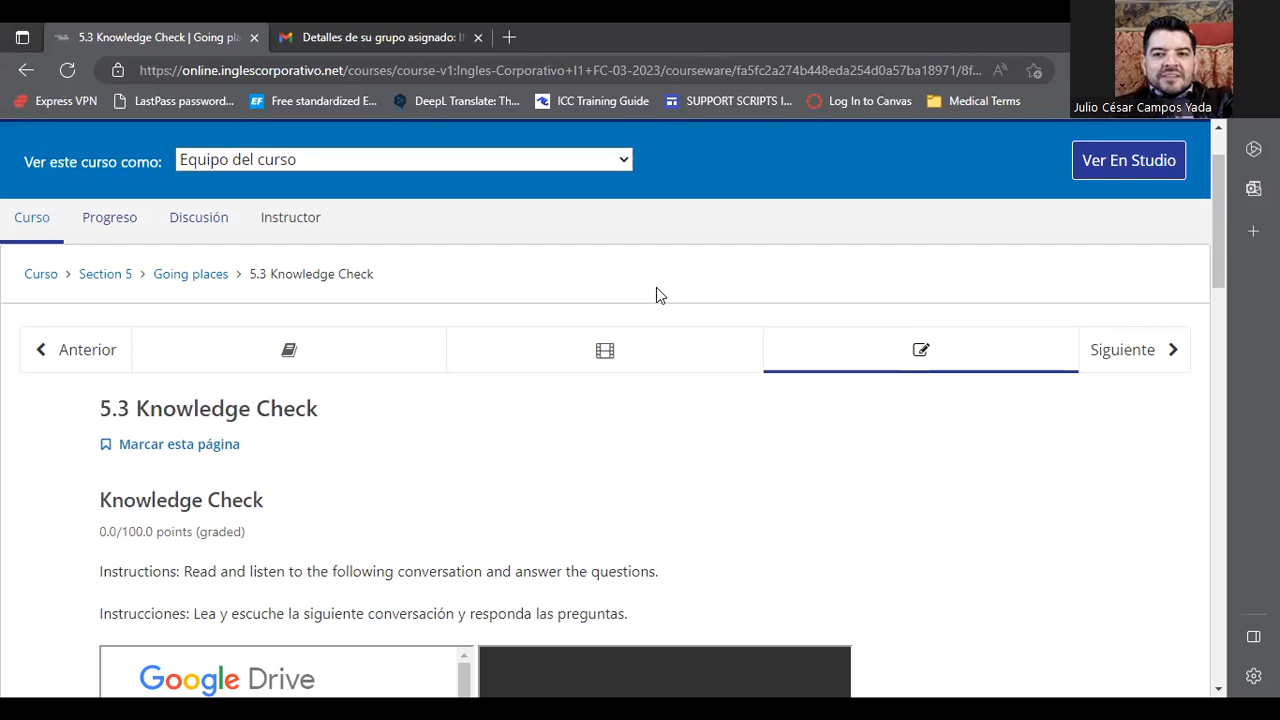 5.3 Knowledge Check | Going pla
Detalles de su grupo asignado: I
https://online.inglescorporativo.net/courses/course-v1:Ingles-Corporativo+I1+FC-03-2023/courseware/fa5fc2a274b448eda254d0a57ba18971/8f...
Julio César Campos Yada
Express VPN
LastPass password...
EF Free standardized E...
DeepL Translate: Th...
ICC Training Guide
SUPPORT SCRIPTS I...
Log In to Canvas
Medical Terms
Ver este curso como:
Equipo del curso
Ver En Studio
Curso
Progreso
Discusión
Instructor
Curso > Section 5 > Going places > 5.3 Knowledge Check
Anterior
Siguiente
5.3 Knowledge Check
Marcar esta página
Knowledge Check
0.0/100.0 points (graded)
Instructions: Read and listen to the following conversation and answer the questions.
Instrucciones: Lea y escuche la siguiente conversación y responda las preguntas.
Google Drive